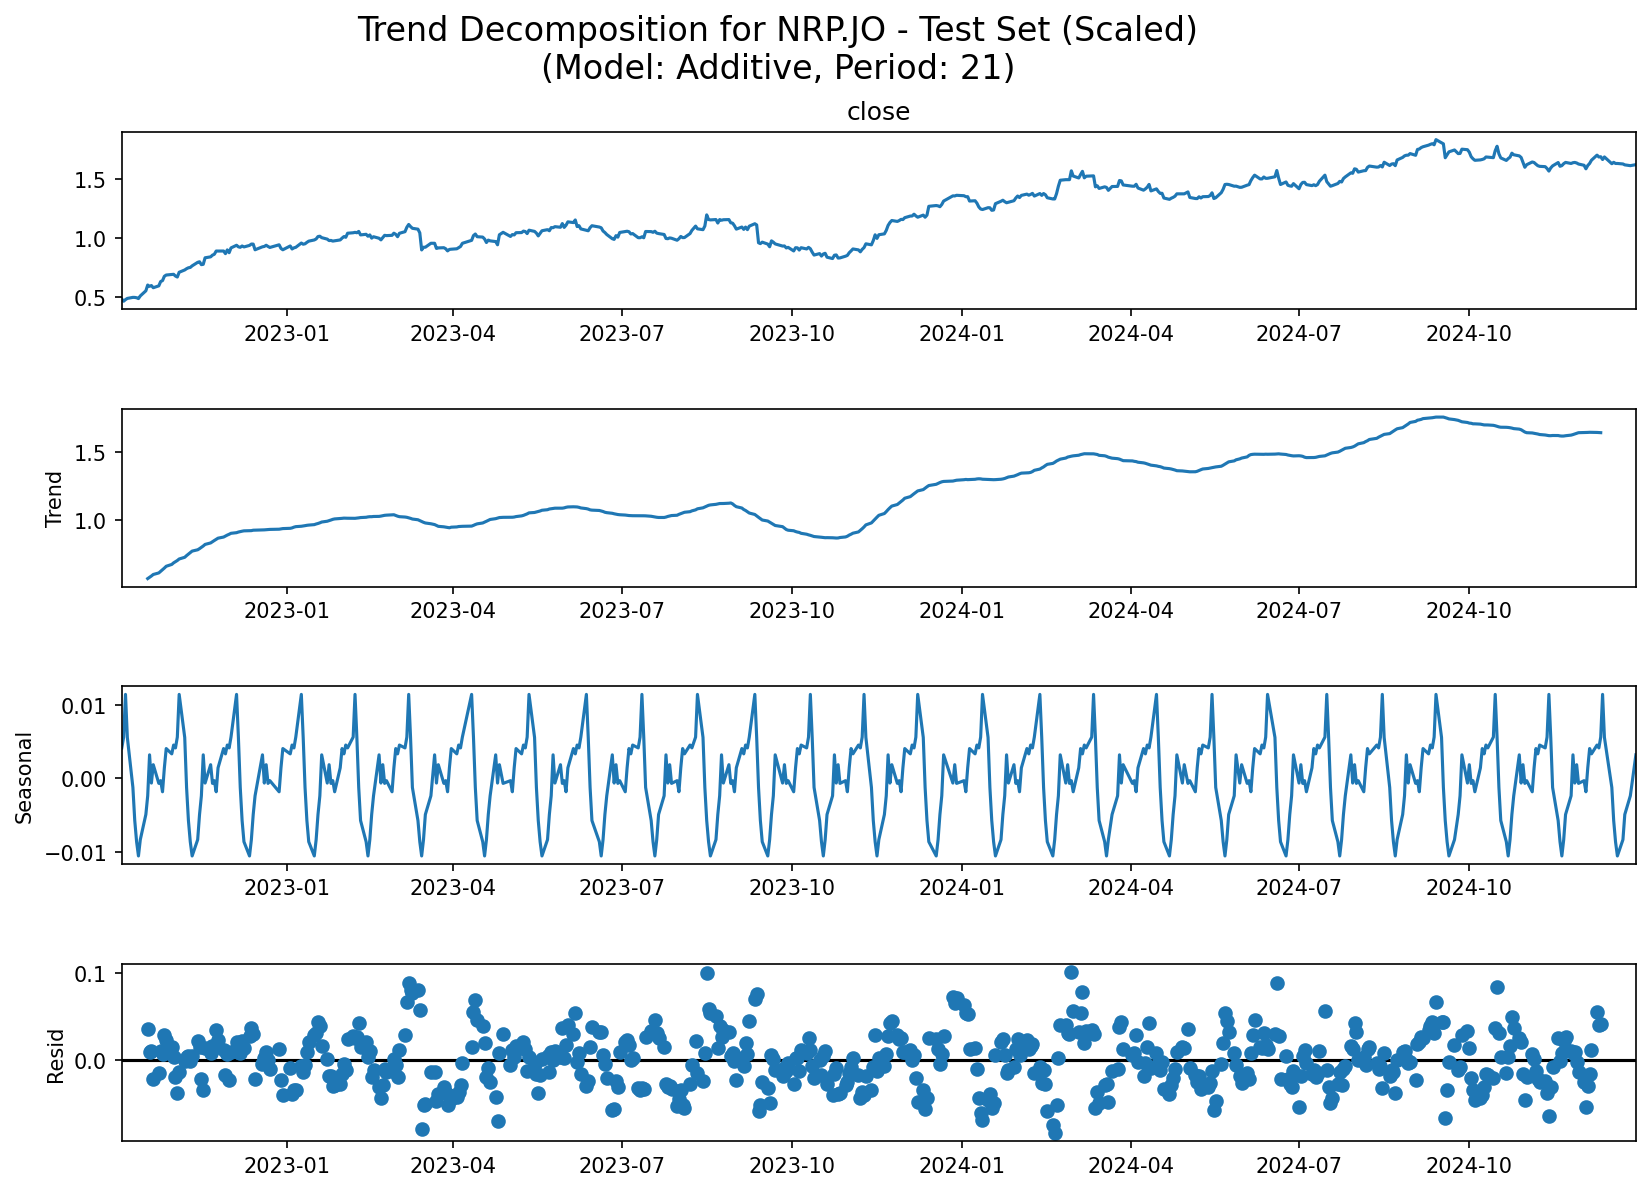 Trend Decomposition for NRP.JO - Test Set (Scaled)
(Model: Additive, Period: 21)
close
1.5
1.0
0.5
2023-01 2023-04 2023-07 2023-10 2024-01 2024-04 2024-07 2024-10
Trend
1.5
1.0
2023-01 2023-04 2023-07 2023-10 2024-01 2024-04 2024-07 2024-10
Seasonal
0.01
0.00
−0.01
2023-01 2023-04 2023-07 2023-10 2024-01 2024-04 2024-07 2024-10
Resid
0.1
0.0
2023-01 2023-04 2023-07 2023-10 2024-01 2024-04 2024-07 2024-10